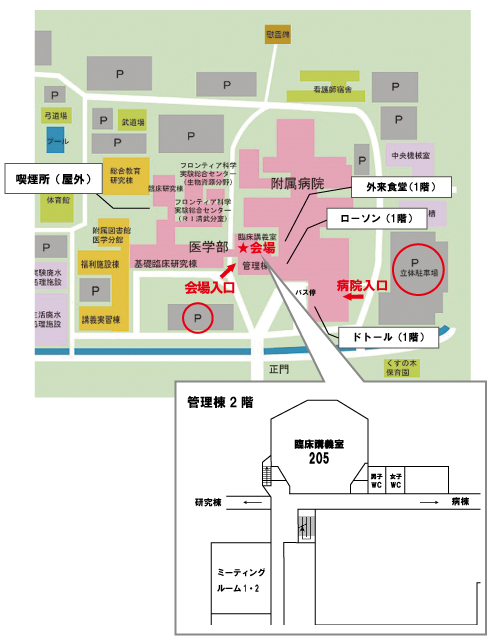 慰霊碑
P
P
P
看護師宿舎
P
P
弓道場
P
武道場
P
P
プール
P
P
中央機械室
総合教育
研究棟
フロンティア科学
実験総合センター
（生物資源分野）
喫煙所（屋外）
臨床研究棟
附属病院
外来食堂（1階）
体育館
フロンティア科学
実験総合センター
（ＲＩ清武分室）
ローソン（1階）
槽
附属図書館
医学分館
医学部
臨床講義室
★会場
P
福利施設棟
基礎臨床研究棟
管理棟
P
立体駐車場
実験廃水
処理施設
会場入口
病院入口
P
バス停
生活廃水
処理施設
講義実習棟
P
ドトール（1階）
正門
くすの木
保育園
管理棟２階
臨床講義室
205
男子
WC
女子
WC
研究棟
病棟
ミーティング
ルーム１・２